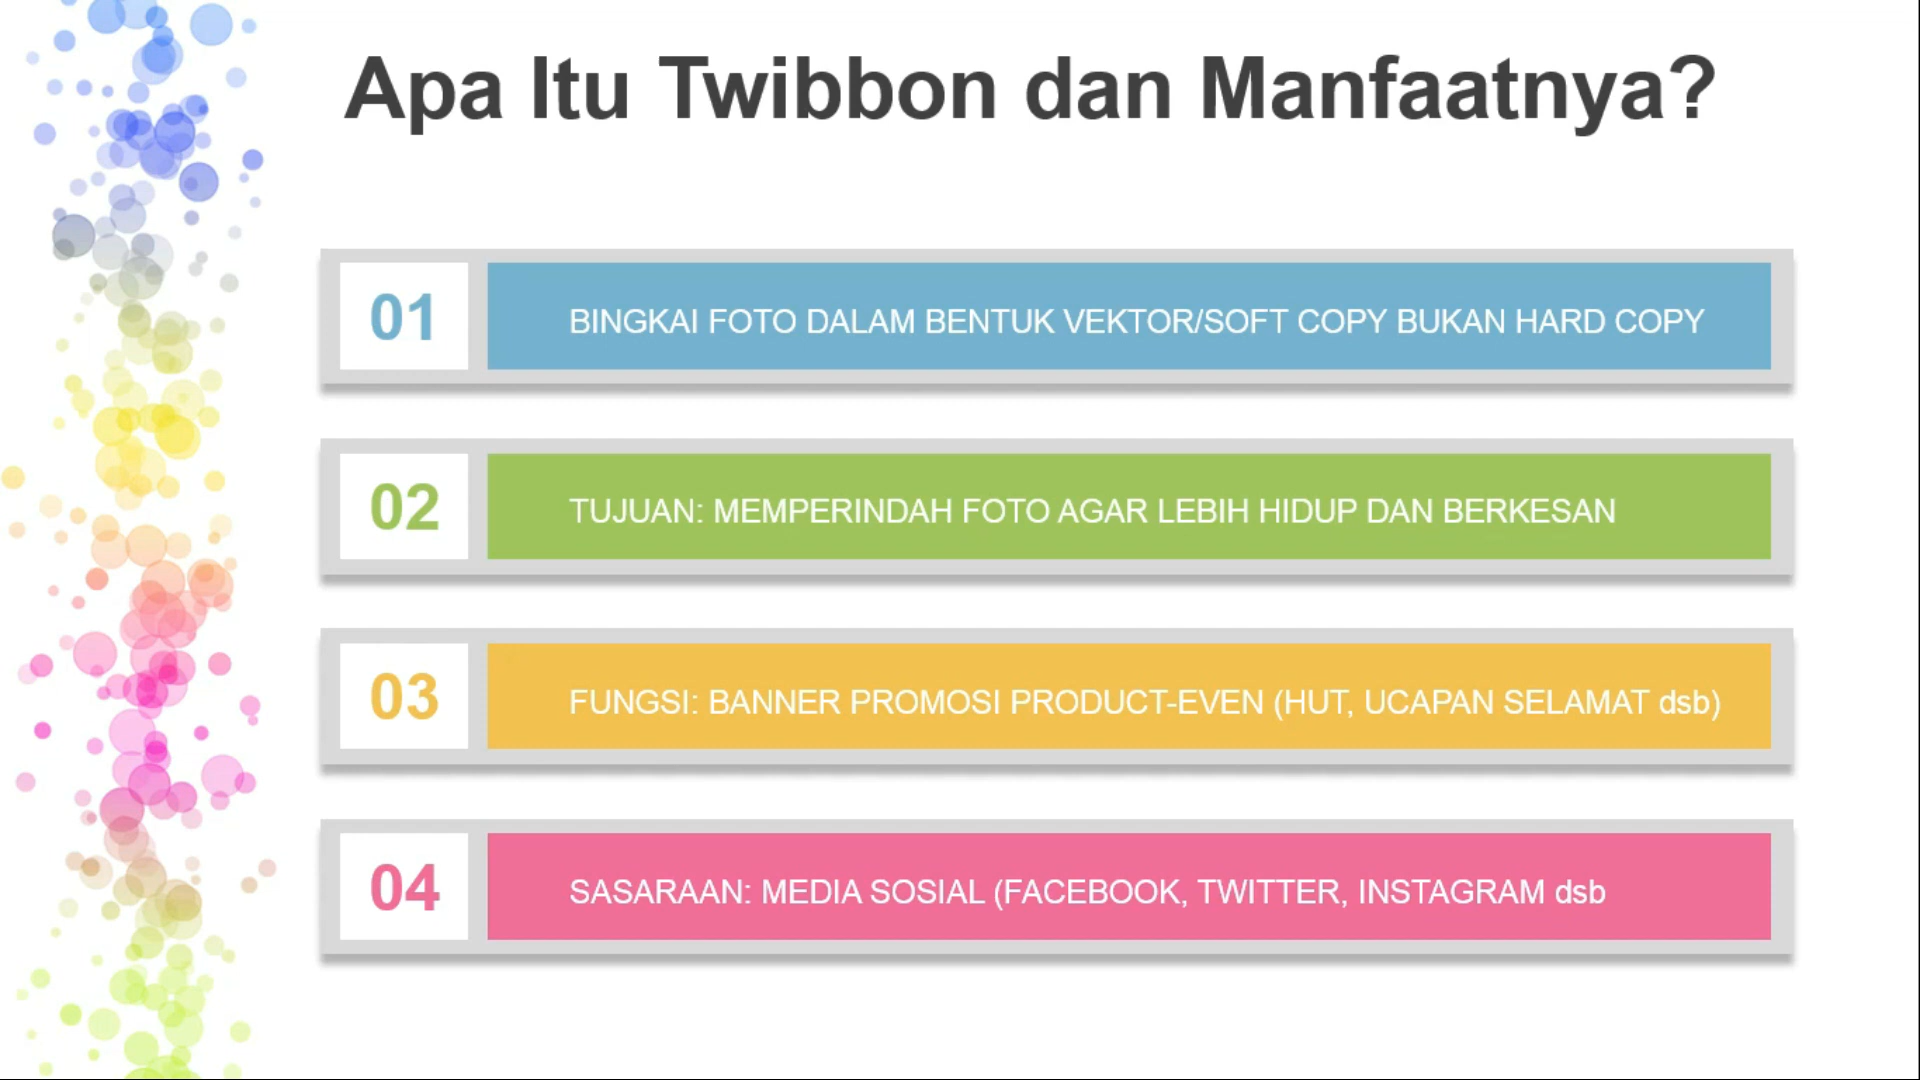 Apa Itu Twibbon dan Manfaatnya?
01
BINGKAI FOTO DALAM BENTUK VEKTOR/SOFT COPY BUKAN HARD COPY
02
TUJUAN: MEMPERINDAH FOTO AGAR LEBIH HIDUP DAN BERKESAN
03
FUNGSI: BANNER PROMOSI PRODUCT-EVEN (HUT, UCAPAN SELAMAT dsb)
04
SASARAAN: MEDIA SOSIAL (FACEBOOK, TWITTER, INSTAGRAM dsb